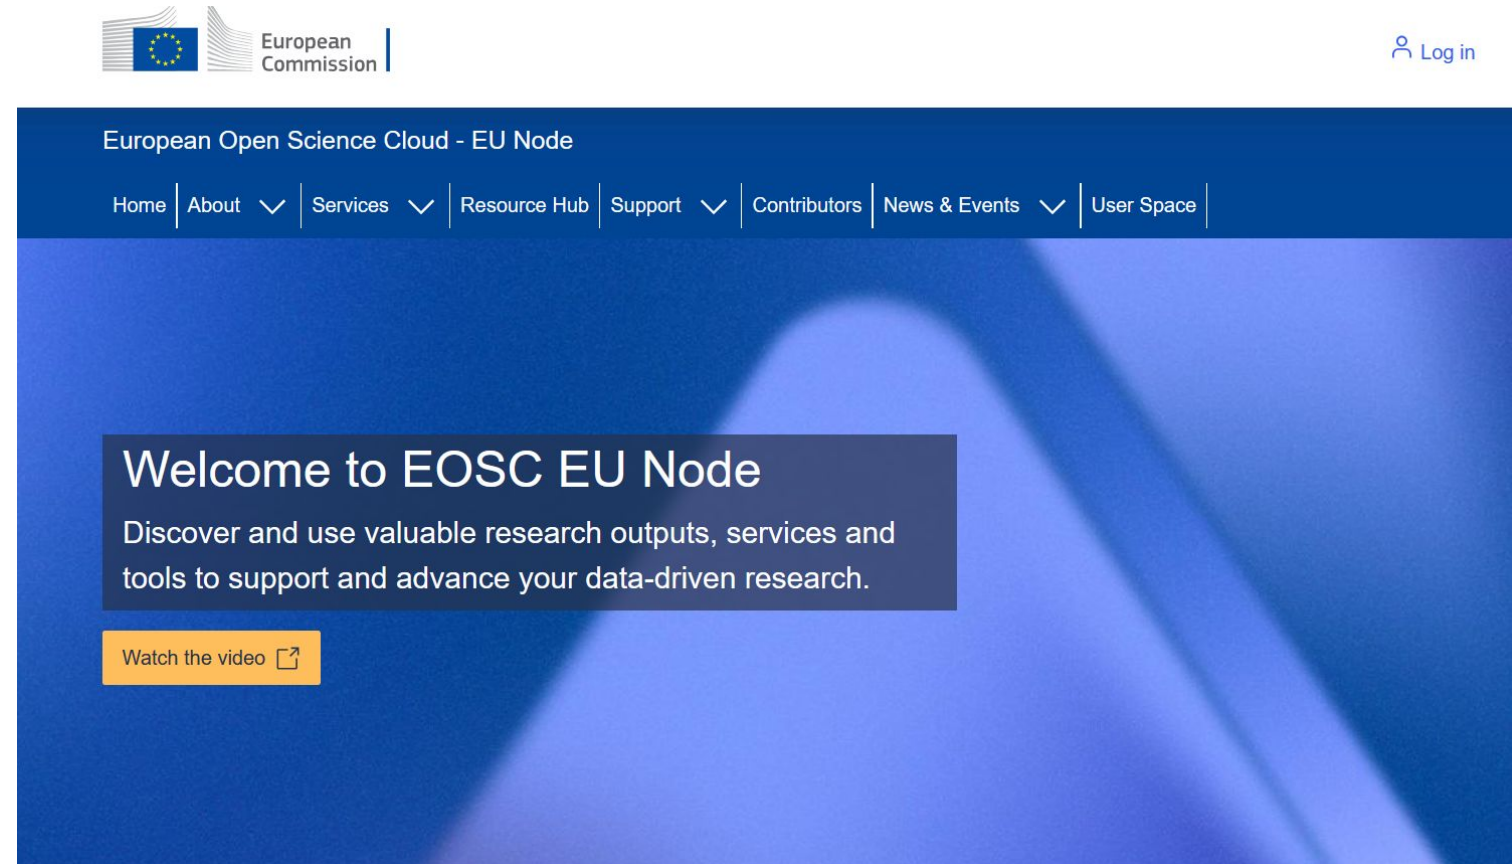 European
Commission
Log in
European Open Science Cloud - EU Node
Home About Services Resource Hub Support Contributors News & Events User Space
Welcome to EOSC EU Node
Discover and use valuable research outputs, services and
tools to support and advance your data-driven research.
Watch the video